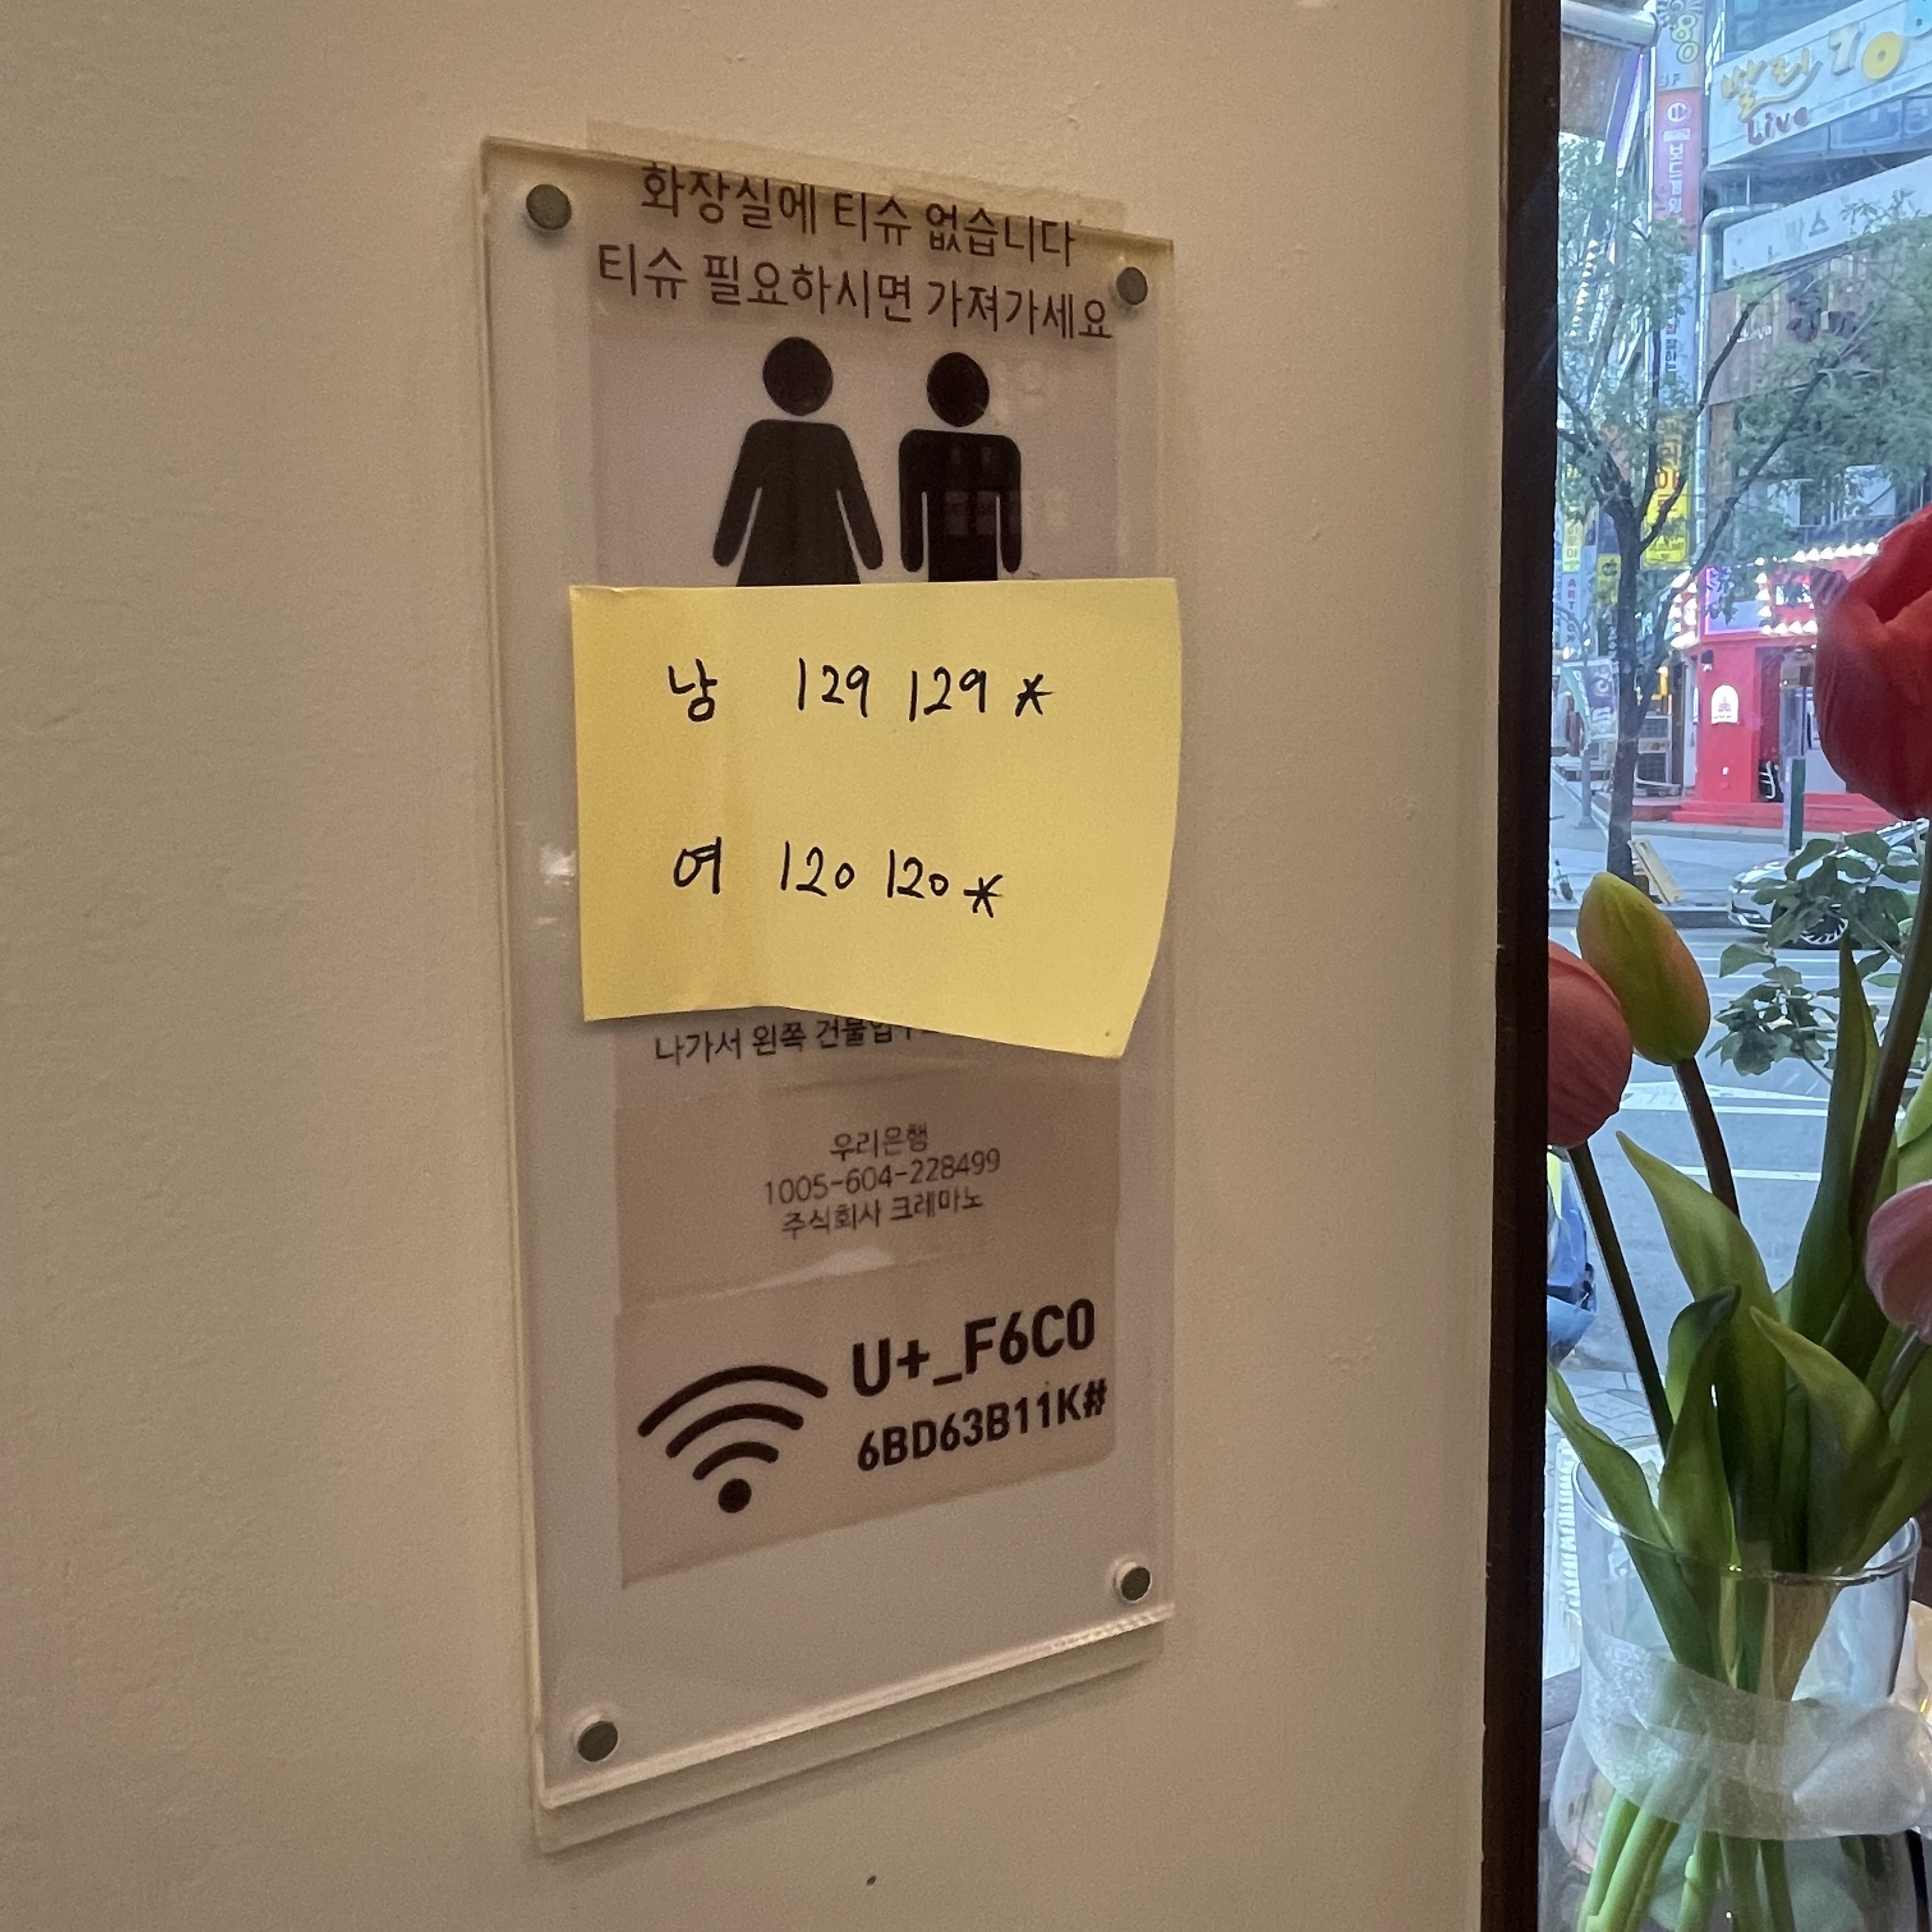 화장실에 티슈 없습니다
티슈 필요하시면 가져가세요
남 129 129 *
여 120 120 *
나가서 왼쪽
우리은행
1005-604-228499
주식회사 크레마노
U+_F6C0
6BD63B11K#
Live